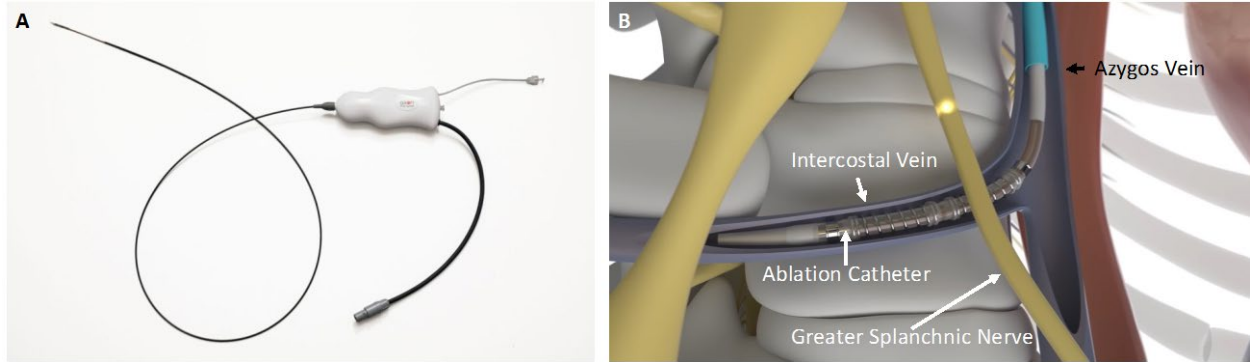 A
B
Azygos Vein
Intercostal Vein
Ablation Catheter
Greater Splanchnic Nerve